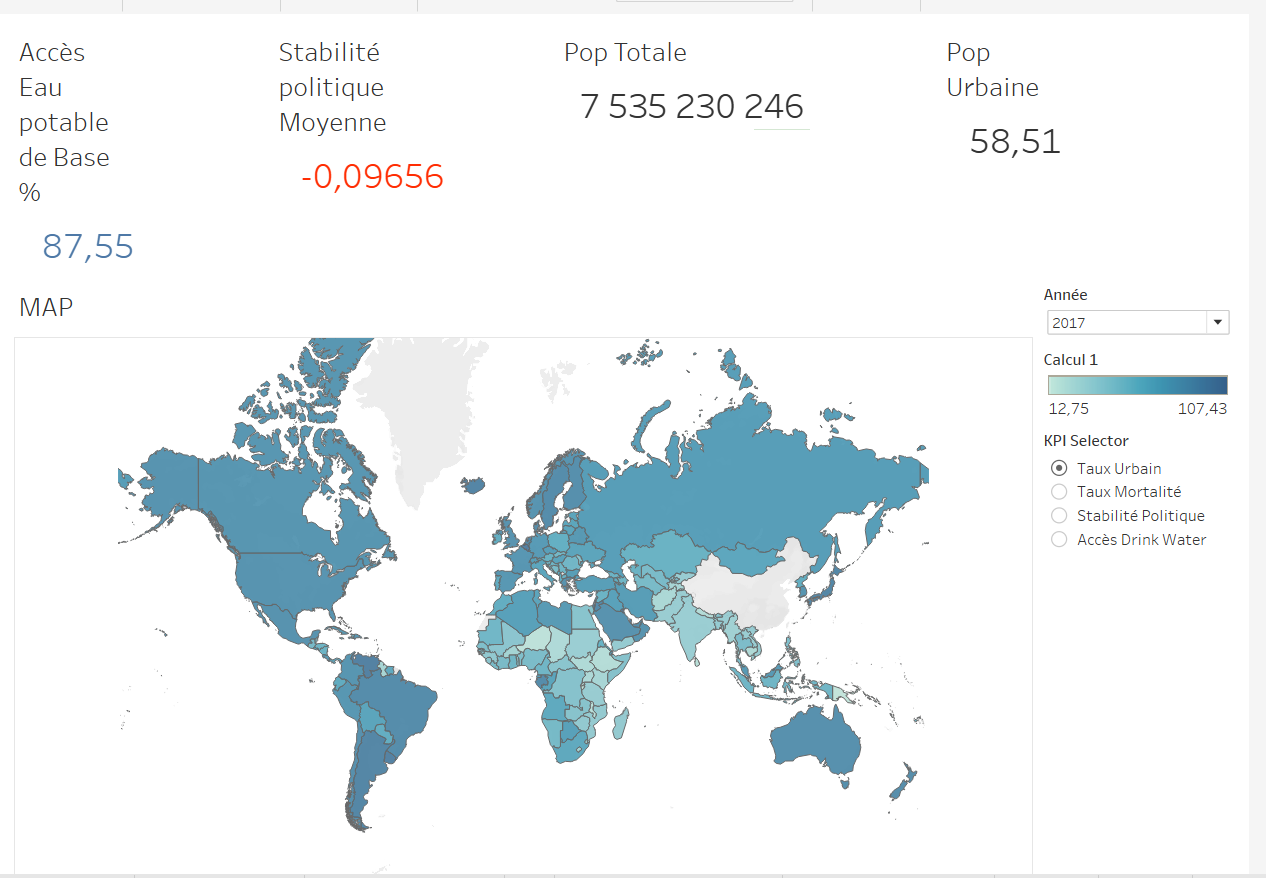 Accès
Eau
potable
de Base
%
87,55
Stabilité
politique
Moyenne
-0,09656
Pop Totale
7 535 230 246
Pop
Urbaine
58,51
MAP
Année
2017
Calcul 1
12,75 107,43
KPI Selector
Taux Urbain
Taux Mortalité
Stabilité Politique
Accès Drink Water